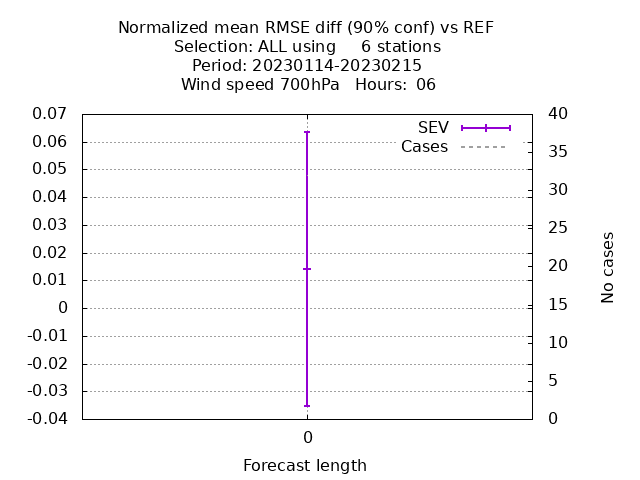 Normalized mean RMSE diff (90% conf) vs REF
Selection: ALL using     6 stations
Period: 20230114-20230215
Wind speed 700hPa   Hours:  06
SEV
Cases
0.07
0.06
0.05
0.04
0.03
0.02
0.01
0
-0.01
-0.02
-0.03
-0.04
40
35
30
25
20
15
10
5
0
No cases
0
Forecast length